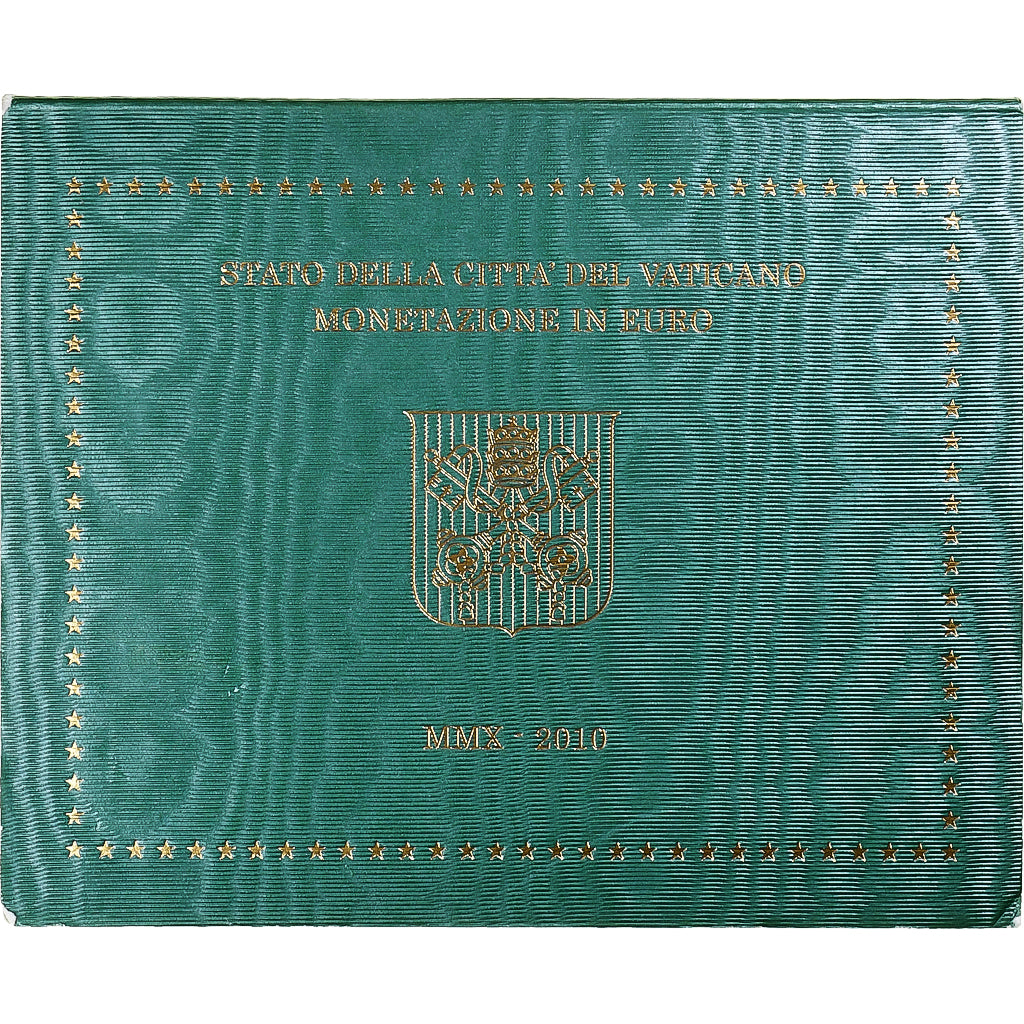 STATO DELLA CITTA' DEL VATICANO
MONETAZIONE IN EURO
MMX - 2010